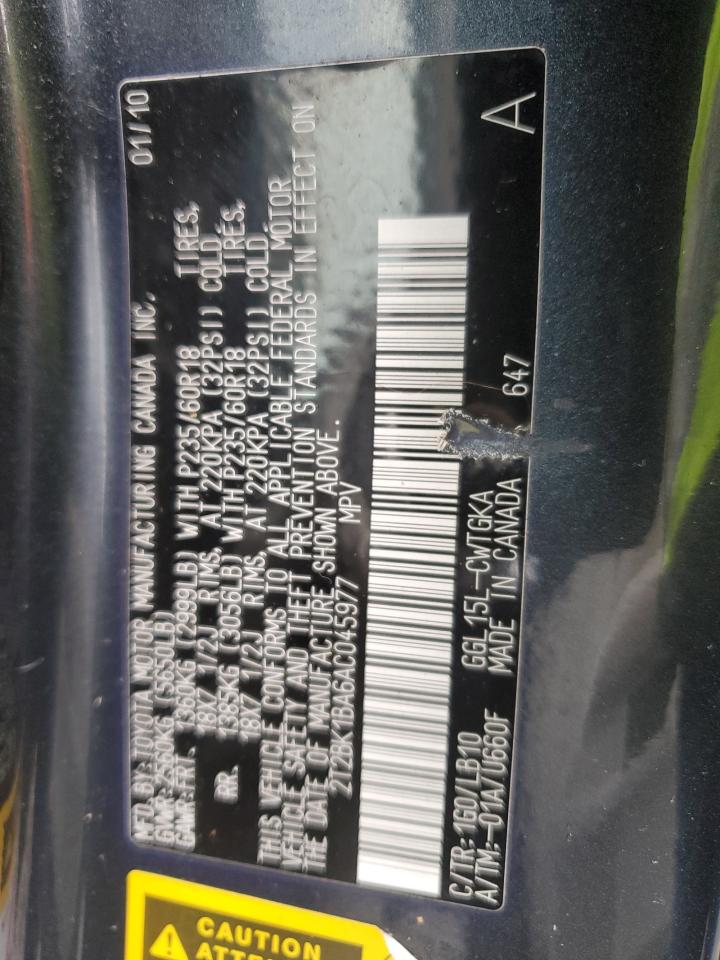 MFD. BY: TOYOTA MOTOR MANUFACTURING CANADA INC. 01/10
GVWR: 2560KG (5650LB)
GAWR: FRT. 1360KG (2999LB) WITH P235/60R18 TIRES,
18X7 1/2J RIMS, AT 220KPA (32PSI) COLD.
RR. 1385KG (3056LB) WITH P235/60R18 TIRES,
18X7 1/2J RIMS, AT 220KPA (32PSI) COLD.
THIS VEHICLE CONFORMS TO ALL APPLICABLE FEDERAL MOTOR
VEHICLE SAFETY AND THEFT PREVENTION STANDARDS IN EFFECT ON
THE DATE OF MANUFACTURE SHOWN ABOVE.
2T2BK1BA6AC045977 MPV
C/TR: 1G0/LB10 GGL15L-CWTGKA 647 A
A/TM: -01A/U660F MADE IN CANADA
CAUTION